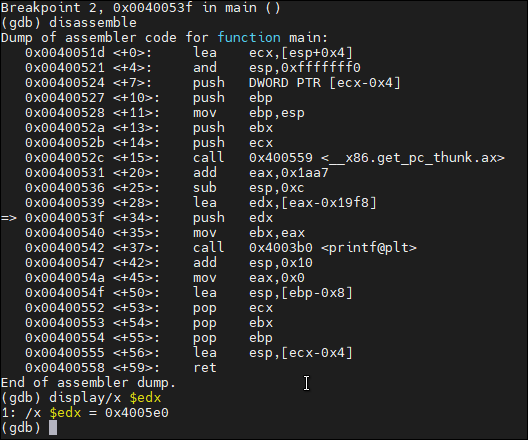 Breakpoint 2, 0x0040053f in main ()
(gdb) disassemble
Dump of assembler code for function main:
   0x0040051d <+0>:     lea    ecx,[esp+0x4]
   0x00400521 <+4>:     and    esp,0xfffffff0
   0x00400524 <+7>:     push   DWORD PTR [ecx-0x4]
   0x00400527 <+10>:    push   ebp
   0x00400528 <+11>:    mov    ebp,esp
   0x0040052a <+13>:    push   ebx
   0x0040052b <+14>:    push   ecx
   0x0040052c <+15>:    call   0x400559 <__x86.get_pc_thunk.ax>
   0x00400531 <+20>:    add    eax,0x1aa7
   0x00400536 <+25>:    sub    esp,0xc
   0x00400539 <+28>:    lea    edx,[eax-0x19f8]
=> 0x0040053f <+34>:    push   edx
   0x00400540 <+35>:    mov    ebx,eax
   0x00400542 <+37>:    call   0x4003b0 <printf@plt>
   0x00400547 <+42>:    add    esp,0x10
   0x0040054a <+45>:    mov    eax,0x0
   0x0040054f <+50>:    lea    esp,[ebp-0x8]
   0x00400552 <+53>:    pop    ecx
   0x00400553 <+54>:    pop    ebx
   0x00400554 <+55>:    pop    ebp
   0x00400555 <+56>:    lea    esp,[ecx-0x4]
   0x00400558 <+59>:    ret
End of assembler dump.
(gdb) display/x $edx
1: /x $edx = 0x4005e0
(gdb)